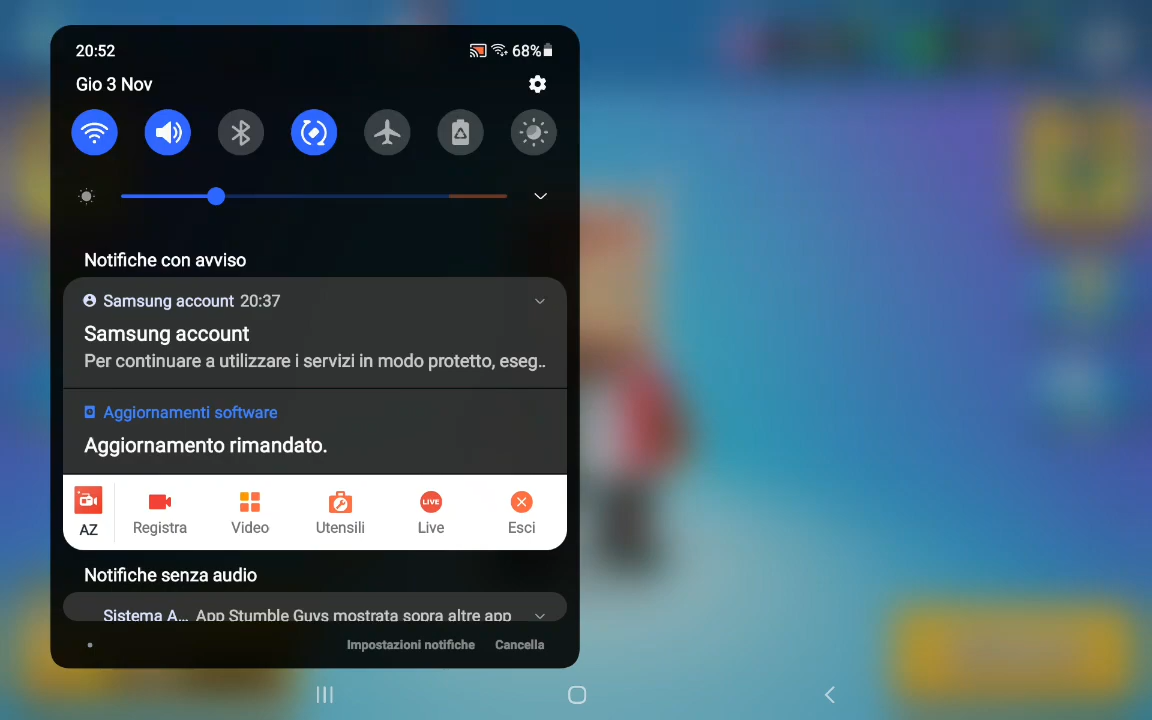 20:52
68%
Gio 3 Nov
Notifiche con avviso
Samsung account 20:37
Samsung account
Per continuare a utilizzare i servizi in modo protetto, eseg..
Aggiornamenti software
Aggiornamento rimandato.
AZ
Registra
Video
Utensili
LIVE
Live
Esci
Notifiche senza audio
Sistema A... App Stumble Guys mostrata sopra altre app
Impostazioni notifiche
Cancella